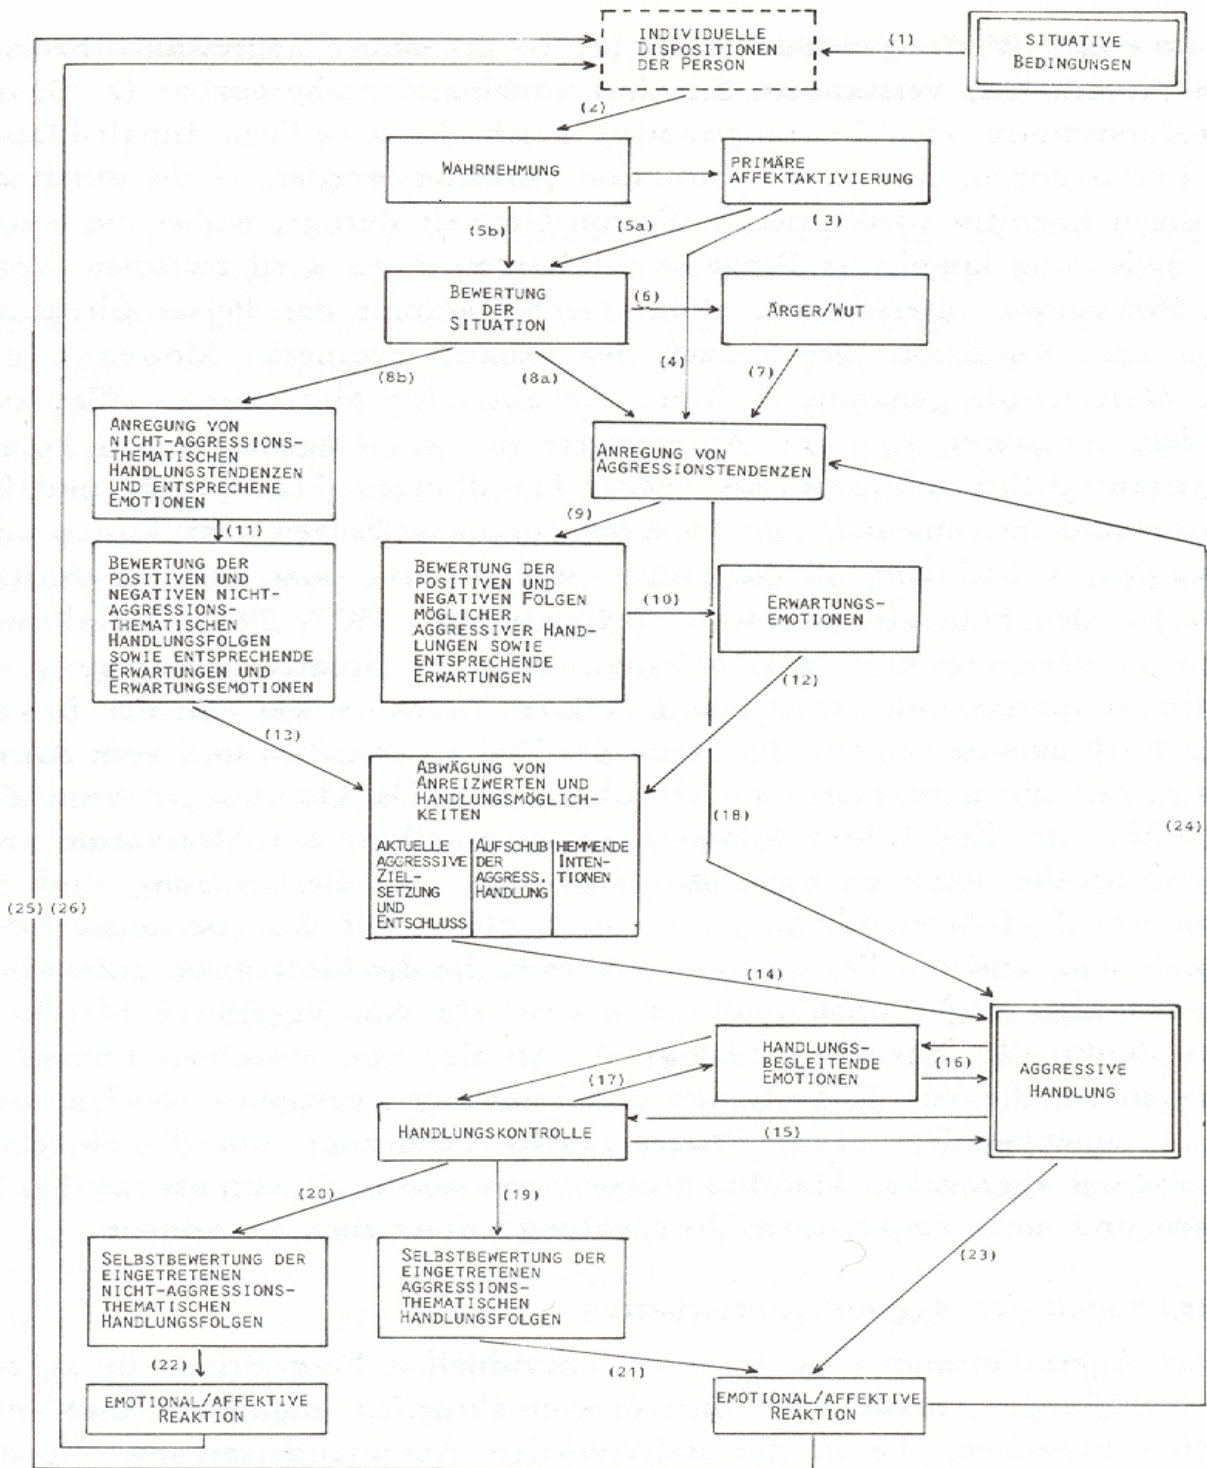 INDIVIDUELLE
DISPOSITIONEN
DER PERSON
(1)
SITUATIVE
BEDINGUNGEN
(2)
WAHRNEHMUNG
PRIMÄRE
AFFEKTAKTIVIERUNG
(5b)
(5a)
(3)
BEWERTUNG
DER
SITUATION
(6)
ÄRGER/WUT
(8b)
(8a)
(4)
(7)
ANREGUNG VON
NICHT-AGGRESSIONS-
THEMATISCHEN
HANDLUNGSTENDENZEN
UND ENTSPRECHENE
EMOTIONEN
ANREGUNG VON
AGGRESSIONSTENDENZEN
(11)
(9)
BEWERTUNG DER
POSITIVEN UND
NEGATIVEN NICHT-
AGGRESSIONS-
THEMATISCHEN
HANDLUNGSFOLGEN
SOWIE ENTSPRECHENDE
ERWARTUNGEN UND
ERWARTUNGSEMOTIONEN
BEWERTUNG DER
POSITIVEN UND
NEGATIVEN FOLGEN
MÖGLICHER
AGGRESSIVER HAND-
LUNGEN SOWIE
ENTSPRECHENDE
ERWARTUNGEN
(10)
ERWARTUNGS-
EMOTIONEN
(12)
(13)
ABWÄGUNG VON
ANREIZWERTEN UND
HANDLUNGSMÖGLICH-
KEITEN
AKTUELLE
AGGRESSIVE
ZIEL-
SETZUNG
UND
ENTSCHLUSS
AUFSCHUB
DER
AGGRESS.
HANDLUNG
HEMMENDE
INTEN-
TIONEN
(18)
(24)
(25)
(26)
(14)
HANDLUNGS-
BEGLEITENDE
EMOTIONEN
(16)
AGGRESSIVE
HANDLUNG
(17)
HANDLUNGSKONTROLLE
(15)
(20)
(19)
(23)
SELBSTBEWERTUNG DER
EINGETRETENEN
NICHT-AGGRESSIONS-
THEMATISCHEN
HANDLUNGSFOLGEN
SELBSTBEWERTUNG DER
EINGETRETENEN
AGGRESSIONS-
THEMATISCHEN
HANDLUNGSFOLGEN
(22)
(21)
EMOTIONAL/AFFEKTIVE
REAKTION
EMOTIONAL/AFFEKTIVE
REAKTION